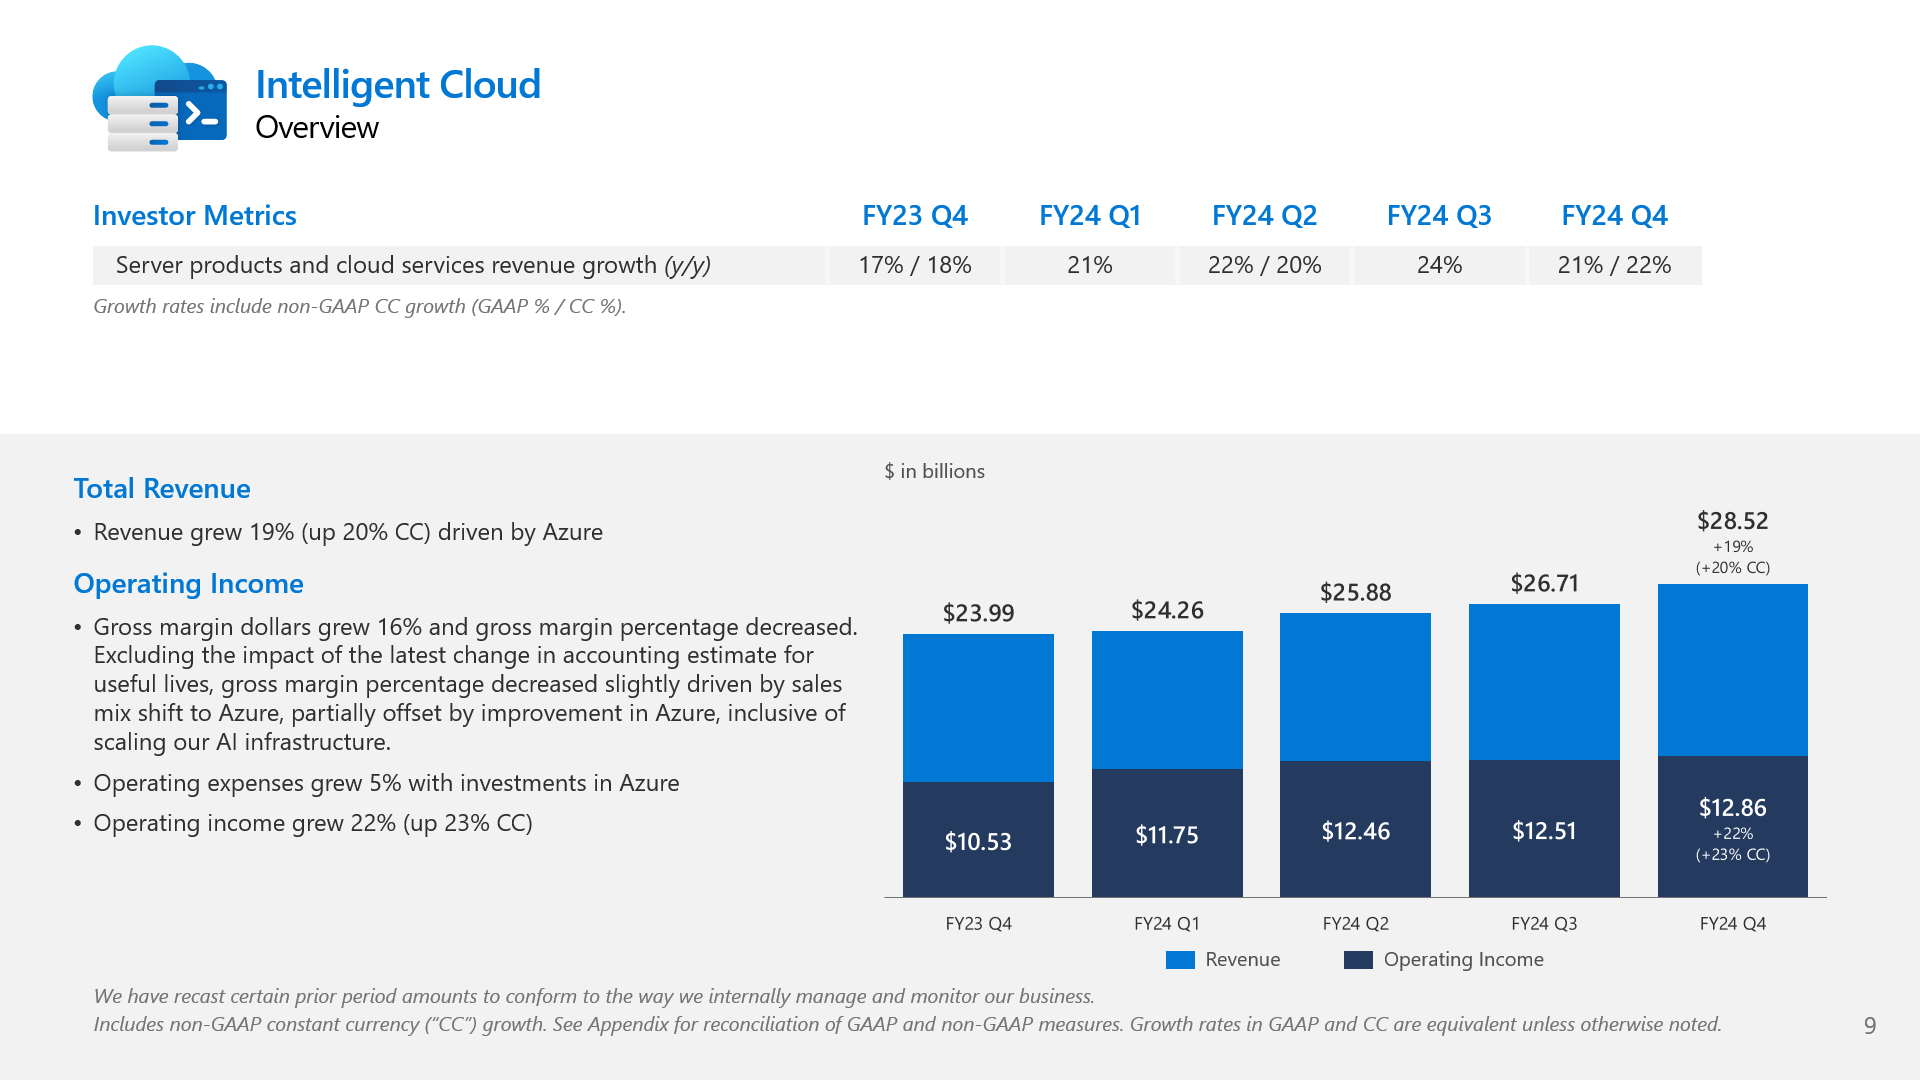 Intelligent Cloud
Overview
Investor Metrics FY23 Q4 FY24 Q1 FY24 Q2 FY24 Q3 FY24 Q4
Server products and cloud services revenue growth (y/y) 17% / 18% 21% 22% / 20% 24% 21% / 22%
Growth rates include non-GAAP CC growth (GAAP % / CC %).
Total Revenue
• Revenue grew 19% (up 20% CC) driven by Azure
Operating Income
• Gross margin dollars grew 16% and gross margin percentage decreased.
Excluding the impact of the latest change in accounting estimate for
useful lives, gross margin percentage decreased slightly driven by sales
mix shift to Azure, partially offset by improvement in Azure, inclusive of
scaling our AI infrastructure.
• Operating expenses grew 5% with investments in Azure
• Operating income grew 22% (up 23% CC)
$ in billions
$23.99 $24.26 $25.88 $26.71 $28.52
+19%
(+20% CC)
$10.53 $11.75 $12.46 $12.51 $12.86
+22%
(+23% CC)
FY23 Q4 FY24 Q1 FY24 Q2 FY24 Q3 FY24 Q4
Revenue Operating Income
We have recast certain prior period amounts to conform to the way we internally manage and monitor our business.
Includes non-GAAP constant currency (“CC”) growth. See Appendix for reconciliation of GAAP and non-GAAP measures. Growth rates in GAAP and CC are equivalent unless otherwise noted.
9